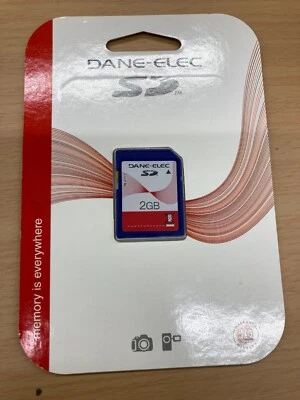 DANE-ELEC
SD
DANE-ELEC
SD
2GB
memory is everywhere